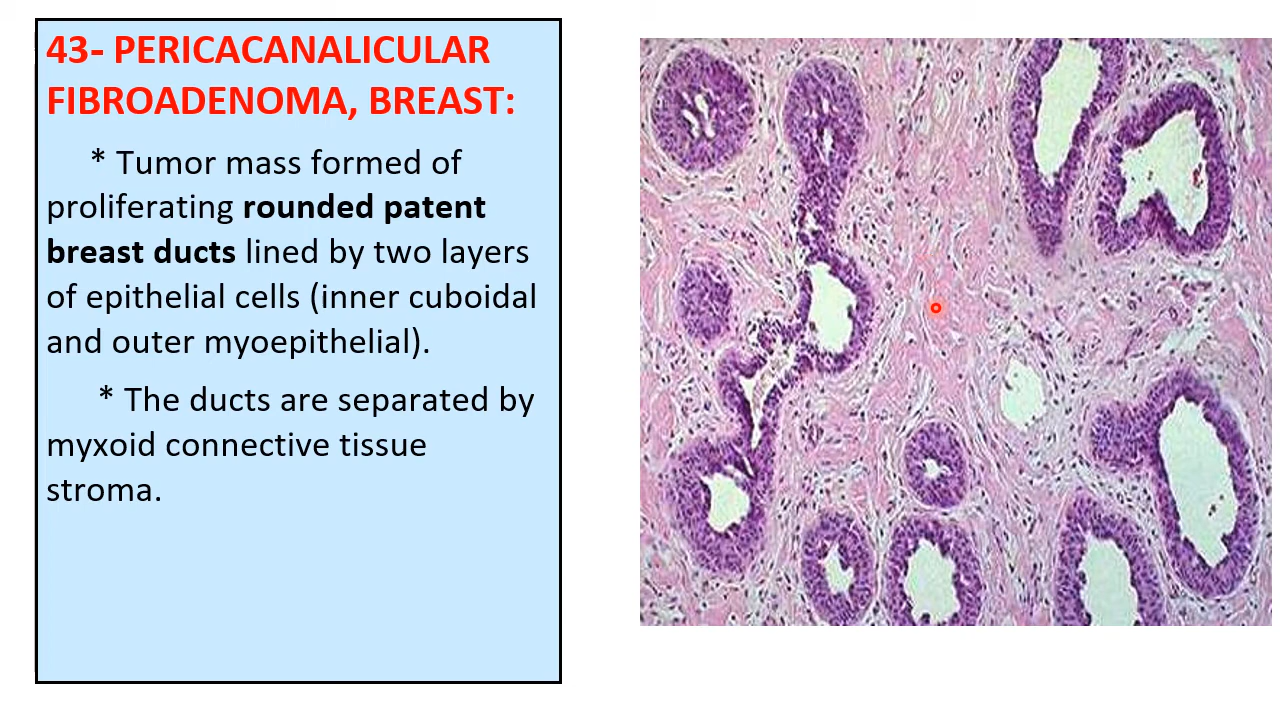 43- PERICACANALICULAR
FIBROADENOMA, BREAST:
* Tumor mass formed of
proliferating rounded patent
breast ducts lined by two layers
of epithelial cells (inner cuboidal
and outer myoepithelial).
* The ducts are separated by
myxoid connective tissue
stroma.